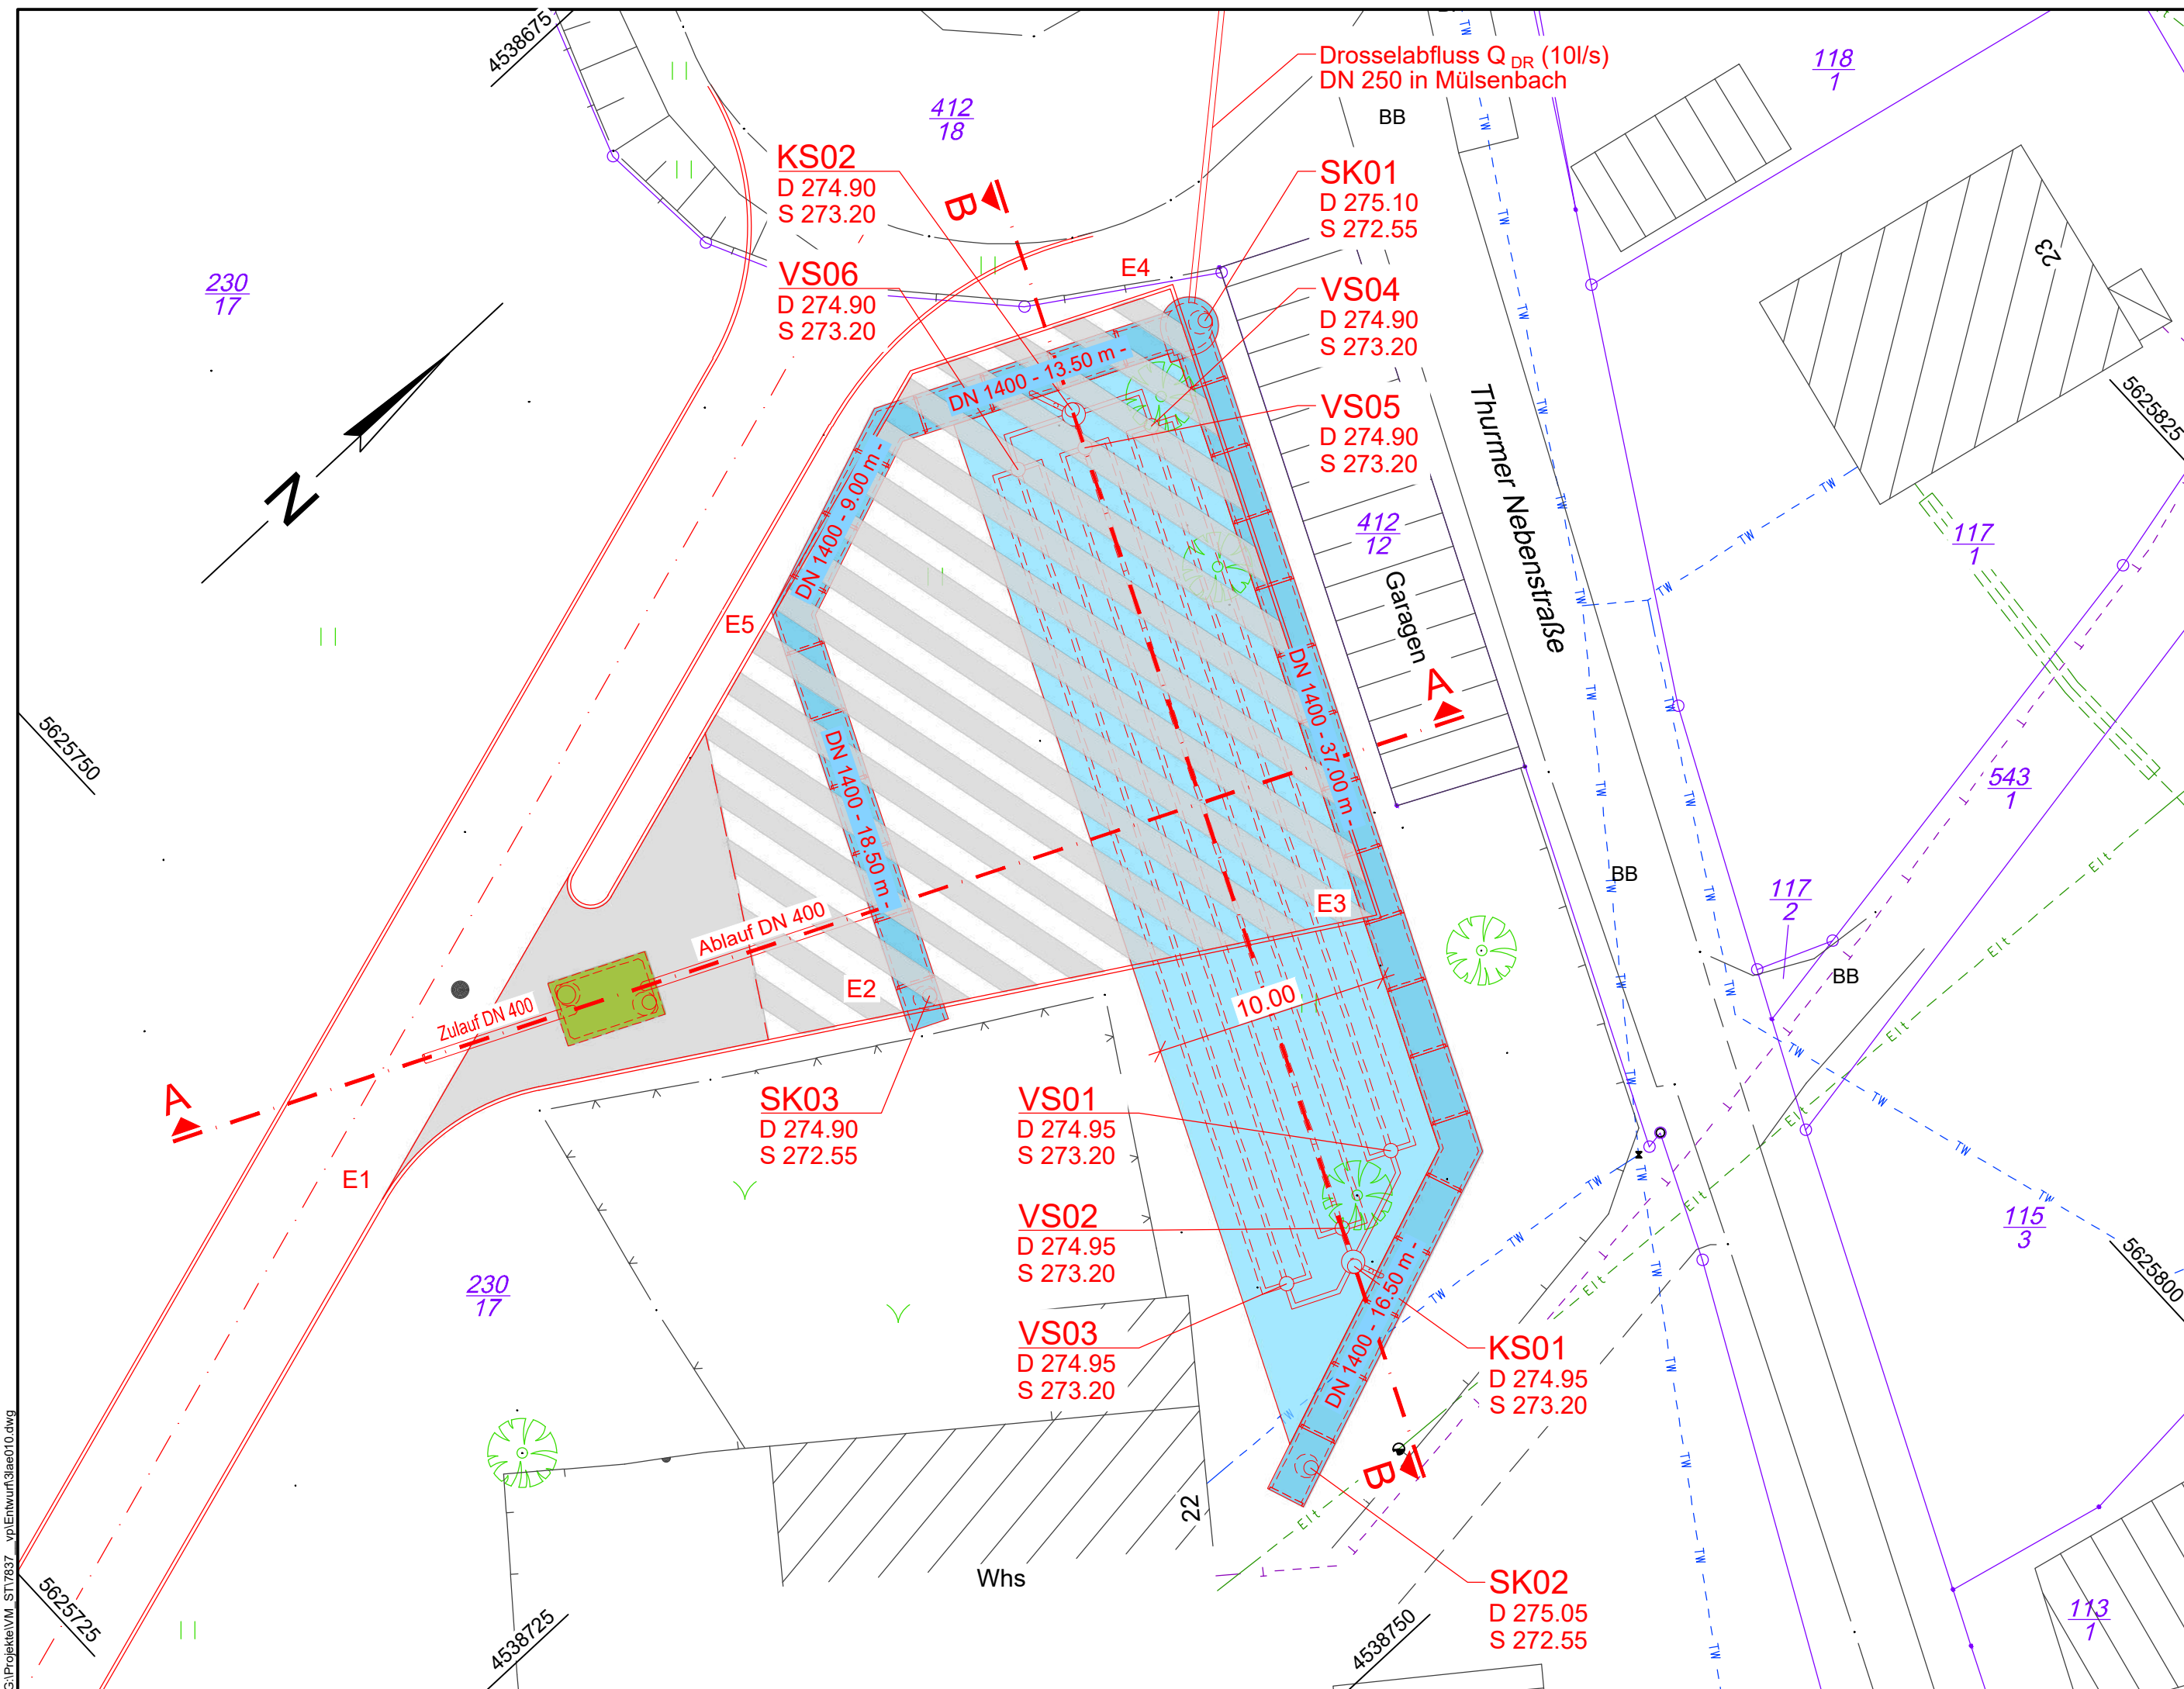 4538675
Drosselabfluss Q DR (10l/s)
DN 250 in Mülsenbach
BB
118
1
412
18
KS02
D 274.90
S 273.20
B
SK01
D 275.10
S 272.55
TW
23
230
17
VS06
D 274.90
S 273.20
E4
VS04
D 274.90
S 273.20
DN 1400 - 13.50 m -
VS05
D 274.90
S 273.20
Thurmer Nebenstraße
5625825
N
DN 1400 - 9.00 m -
412
12
Garagen
117
1
E5
A
DN 1400 - 37.00 m -
5625750
DN 1400 - 18.50 m -
543
1
BB
E3
117
2
Ablauf DN 400
E2
10.00
BB
Zulauf DN 400
Elt
A
SK03
D 274.90
S 272.55
VS01
D 274.95
S 273.20
E1
VS02
D 274.95
S 273.20
115
3
230
17
5625800
VS03
D 274.95
S 273.20
DN 1400 - 16.50 m -
KS01
D 274.95
S 273.20
B
22
Whs
SK02
D 275.05
S 272.55
5625725
4538725
4538750
113
1